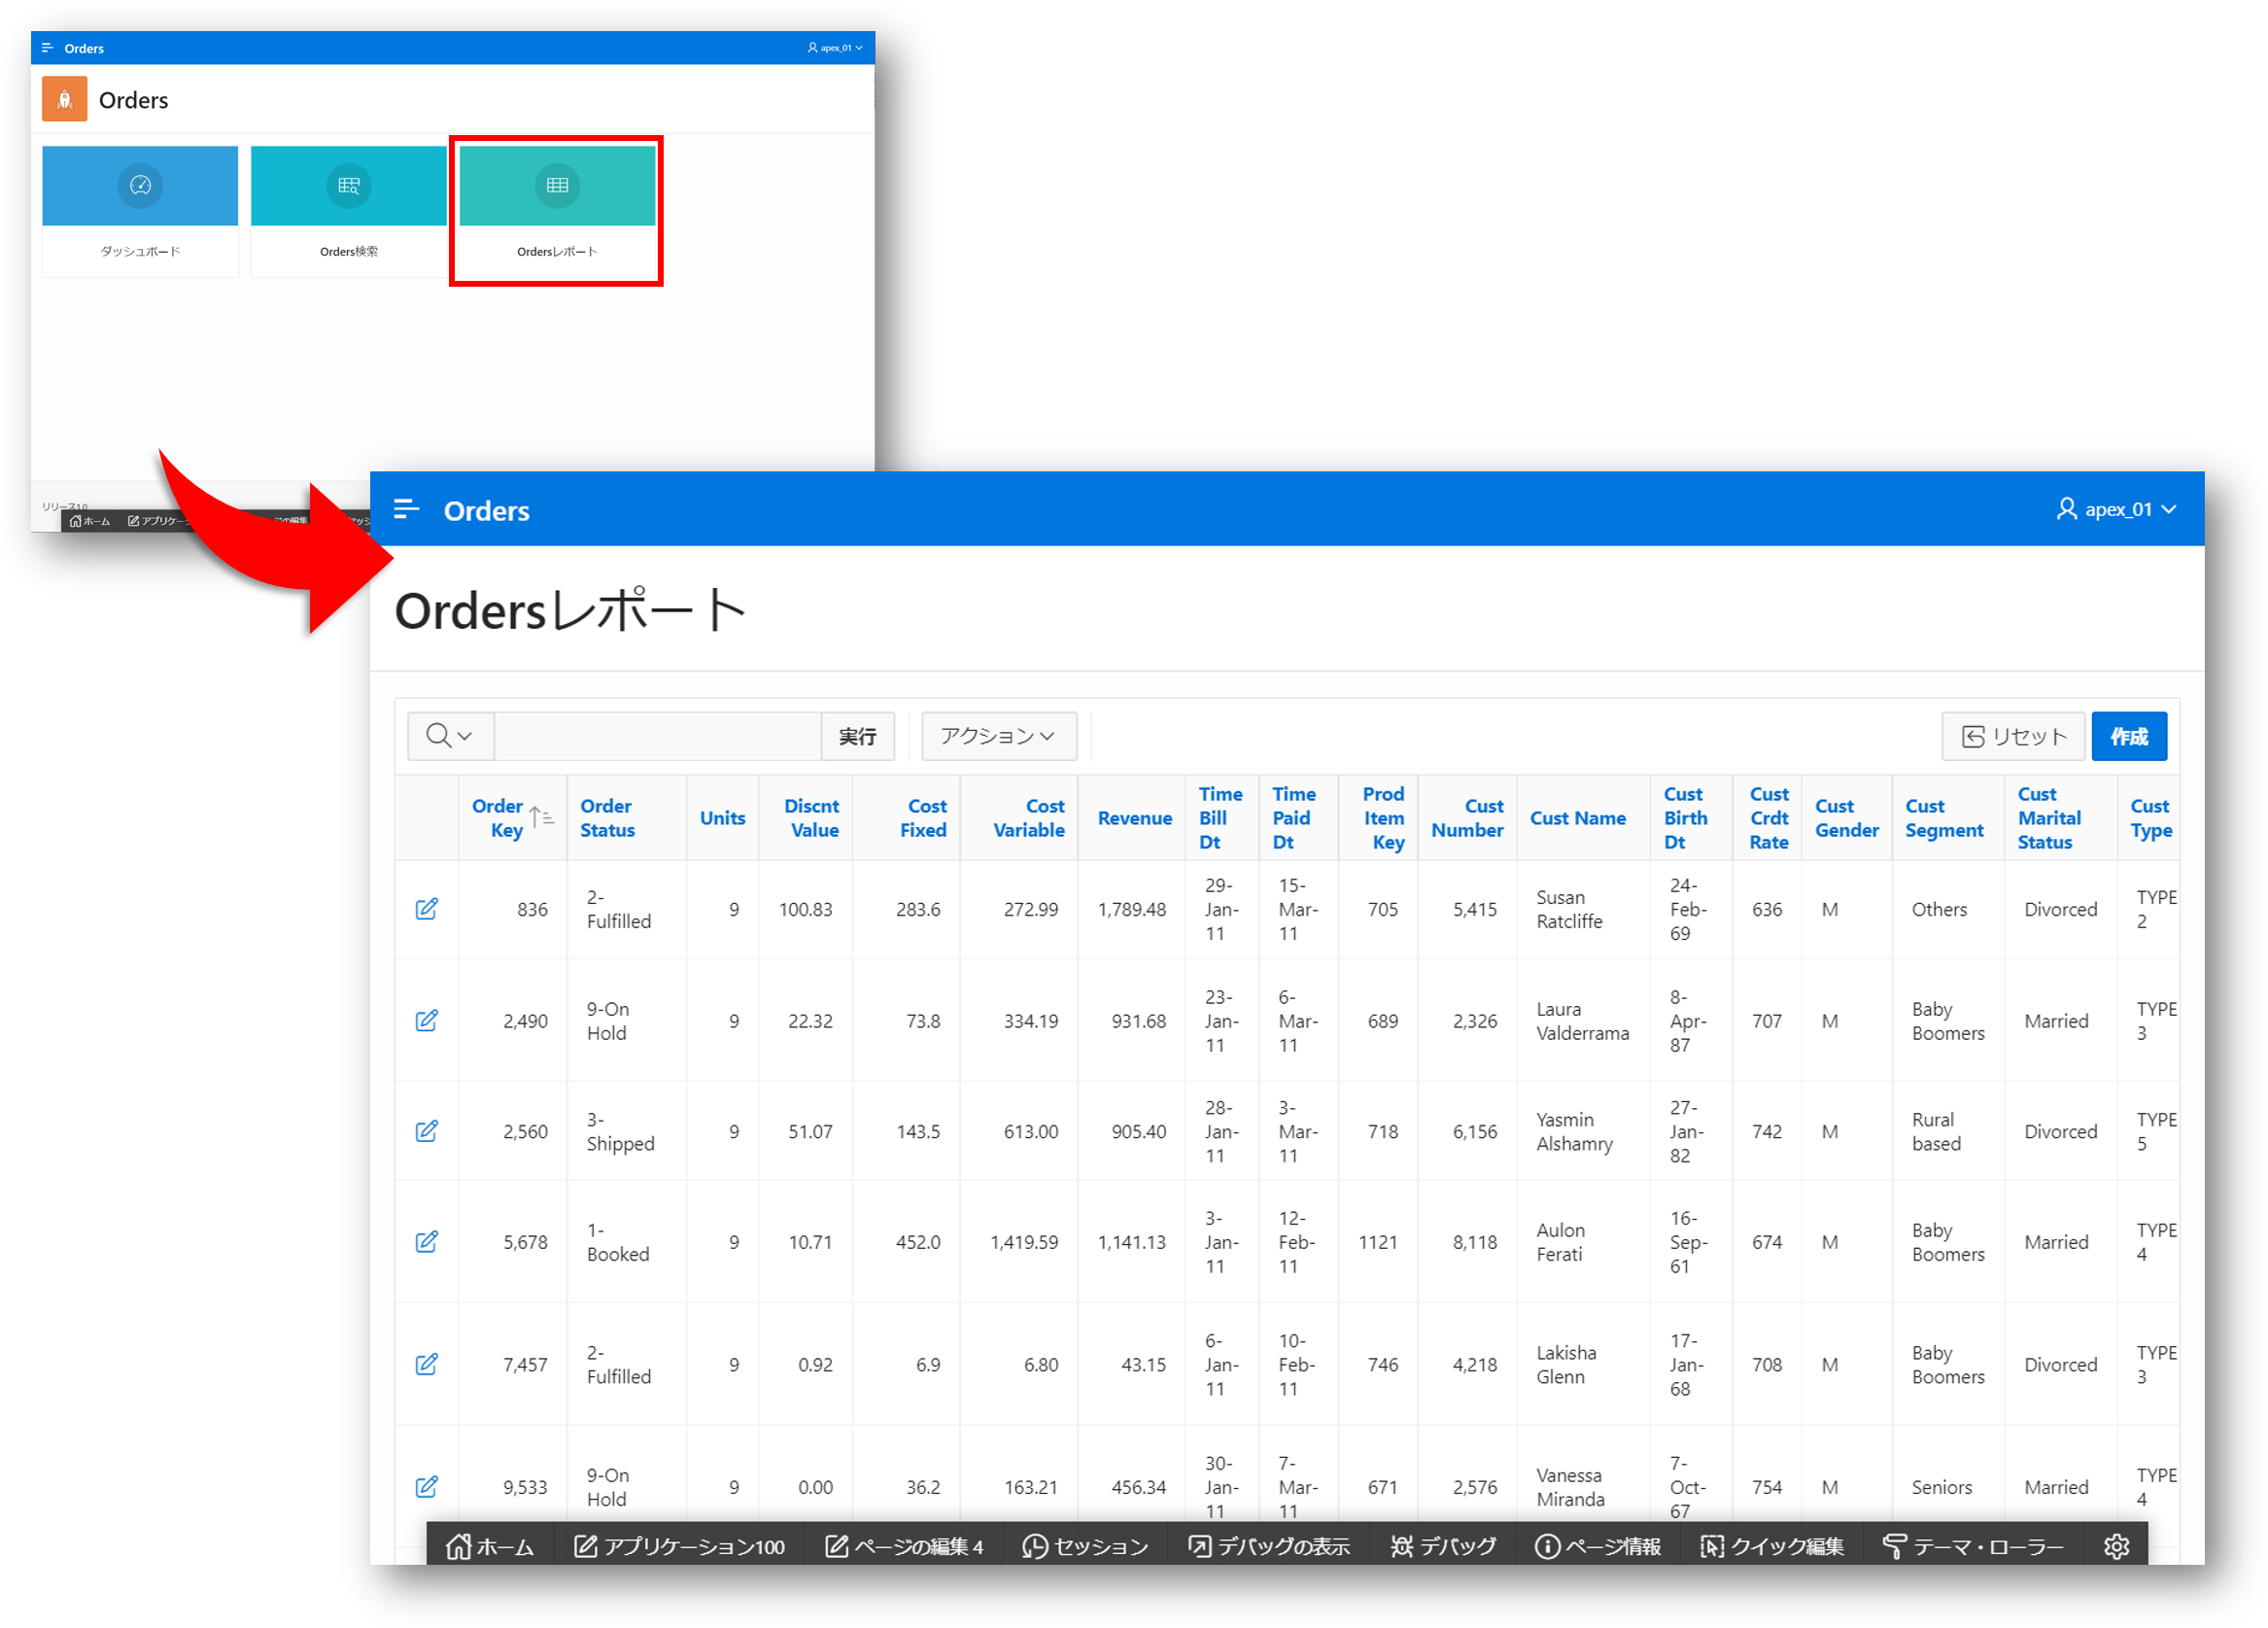 Orders
apex_01
Orders
ダッシュボード
Orders検索
Ordersレポート
リリース1.0
ホーム
Orders
apex_01
Ordersレポート
実行
アクション
リセット
作成
Order Key
Order Status
Units
Discnt Value
Cost Fixed
Cost Variable
Revenue
Time Bill Dt
Time Paid Dt
Prod Item Key
Cust Number
Cust Name
Cust Birth Dt
Cust Crdt Rate
Cust Gender
Cust Segment
Cust Marital Status
Cust Type
836 2-Fulfilled 9 100.83 283.6 272.99 1,789.48 29-Jan-11 15-Mar-11 705 5,415 Susan Ratcliffe 24-Feb-69 636 M Others Divorced TYPE 2
2,490 9-On Hold 9 22.32 73.8 334.19 931.68 23-Jan-11 6-Mar-11 689 2,326 Laura Valderrama 8-Apr-87 707 M Baby Boomers Married TYPE 3
2,560 3-Shipped 9 51.07 143.5 613.00 905.40 28-Jan-11 3-Mar-11 718 6,156 Yasmin Alshamry 27-Jan-82 742 M Rural based Divorced TYPE 5
5,678 1-Booked 9 10.71 452.0 1,419.59 1,141.13 3-Jan-11 12-Feb-11 1121 8,118 Aulon Ferati 16-Sep-61 674 M Baby Boomers Married TYPE 4
7,457 2-Fulfilled 9 0.92 6.9 6.80 43.15 6-Jan-11 10-Feb-11 746 4,218 Lakisha Glenn 17-Jan-68 708 M Baby Boomers Divorced TYPE 3
9,533 9-On Hold 9 0.00 36.2 163.21 456.34 30-Jan-11 7-Mar-11 671 2,576 Vanessa Miranda 7-Oct-67 754 M Seniors Married TYPE 4
ホーム
アプリケーション100
ページの編集 4
セッション
デバッグの表示
デバッグ
ページ情報
クイック編集
テーマ・ローラー